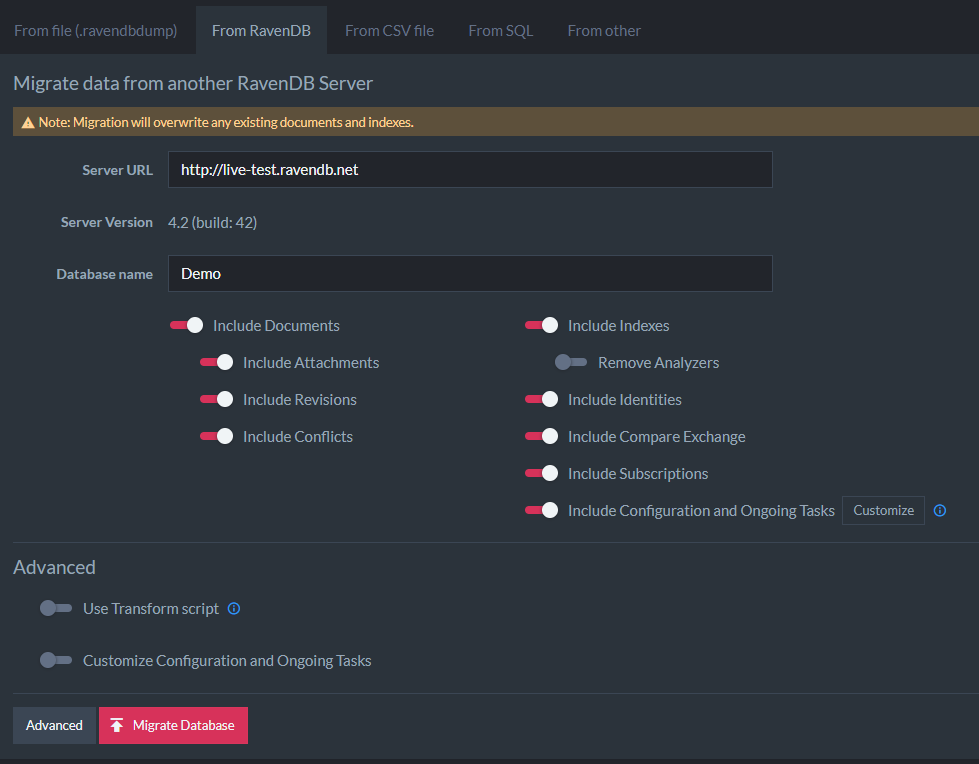 From file (.ravendbdump) From RavenDB From CSV file From SQL From other
Migrate data from another RavenDB Server
Note: Migration will overwrite any existing documents and indexes.
Server URL http://live-test.ravendb.net
Server Version 4.2 (build: 42)
Database name Demo
Include Documents Include Indexes
Include Attachments Remove Analyzers
Include Revisions Include Identities
Include Conflicts Include Compare Exchange
Include Subscriptions
Include Configuration and Ongoing Tasks Customize
Advanced
Use Transform script
Customize Configuration and Ongoing Tasks
Advanced Migrate Database